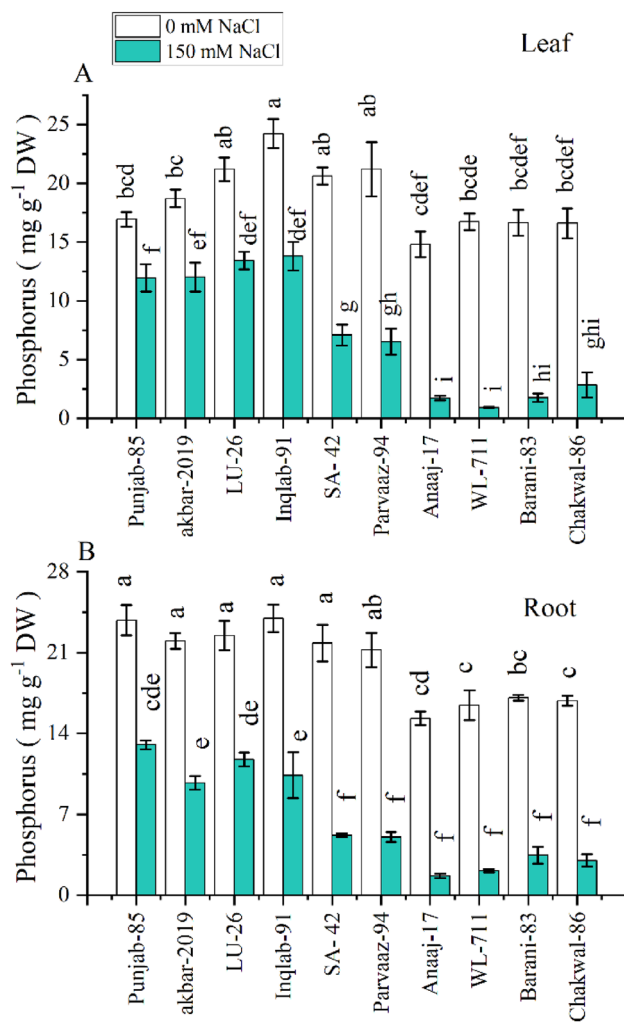 0 mM NaCl
150 mM NaCl
Leaf
A
Phosphorus ( mg g⁻¹ DW )
25
20
15
10
5
0
bcd
f
bc
ef
ab
def
a
def
ab
g
ab
gh
cdef
i
bcde
i
bcdef
hi
bcdef
ghi
Punjab-85
akbar-2019
LU-26
Inqlab-91
SA- 42
Parvaaz-94
Anaaj-17
WL-711
Barani-83
Chakwal-86
B
Root
Phosphorus ( mg g⁻¹ DW )
28
21
14
7
0
a
cde
a
e
a
de
a
e
a
f
ab
f
cd
f
c
f
bc
f
c
f
Punjab-85
akbar-2019
LU-26
Inqlab-91
SA- 42
Parvaaz-94
Anaaj-17
WL-711
Barani-83
Chakwal-86